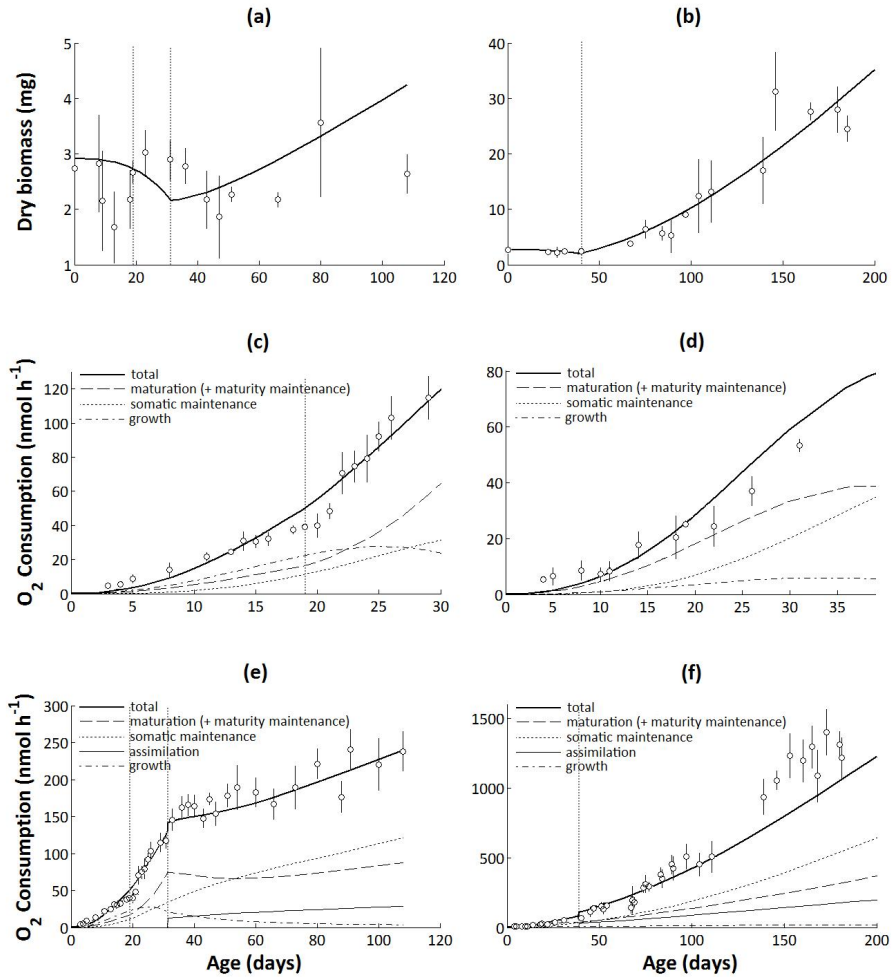 (a)
(b)
Dry biomass (mg)
5
4
3
2
1
0 20 40 60 80 100 120
40
30
20
10
0
0 50 100 150 200
(c)
(d)
O2 Consumption (nmol h-1)
total
maturation (+ maturity maintenance)
somatic maintenance
growth
120
100
80
60
40
20
0
0 5 10 15 20 25 30
total
maturation (+ maturity maintenance)
somatic maintenance
growth
80
60
40
20
0
0 5 10 15 20 25 30 35
(e)
(f)
O2 Consumption (nmol h-1)
total
maturation (+ maturity maintenance)
somatic maintenance
assimilation
growth
300
250
200
150
100
50
0
0 20 40 60 80 100 120
Age (days)
total
maturation (+ maturity maintenance)
somatic maintenance
assimilation
growth
1500
1000
500
0
0 50 100 150 200
Age (days)